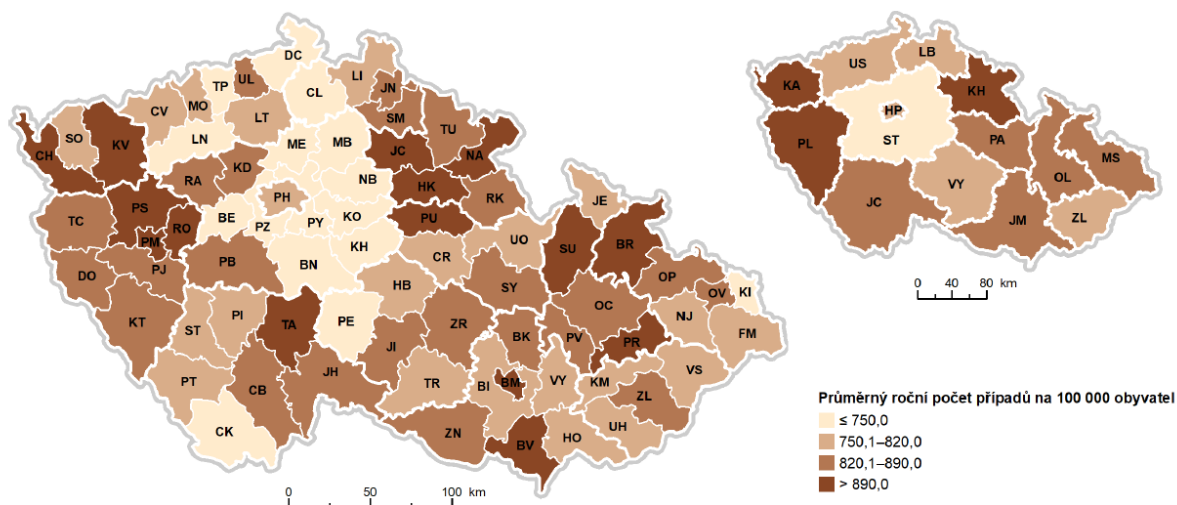 DC
LB
US
UL
LI
TP
JN
CL
MO
CV
LT
SM
KA
KH
TU
HP
SO
LN
ME
MB
JC
NA
CH
KV
ST
PL
PA
KD
RA
NB
HK
MS
PH
RK
OL
PS
VY
JE
TC
BE
PZ
PY
KO
PU
JC
RO
PM
UO
SU
BR
JM
ZL
KH
CR
BN
PB
PJ
DO
OP
HB
SY
0 40 80 km
OC
OV
KI
PI
TA
PE
ZR
KT
ST
NJ
FM
JI
BK
PV
PR
JH
VS
PT
CB
TR
BI
BM
VY
KM
ZL
Průměrný roční počet případů na 100 000 obyvatel
≤ 750,0
CK
ZN
UH
HO
BV
750,1–820,0
820,1–890,0
> 890,0
0 50 100 km